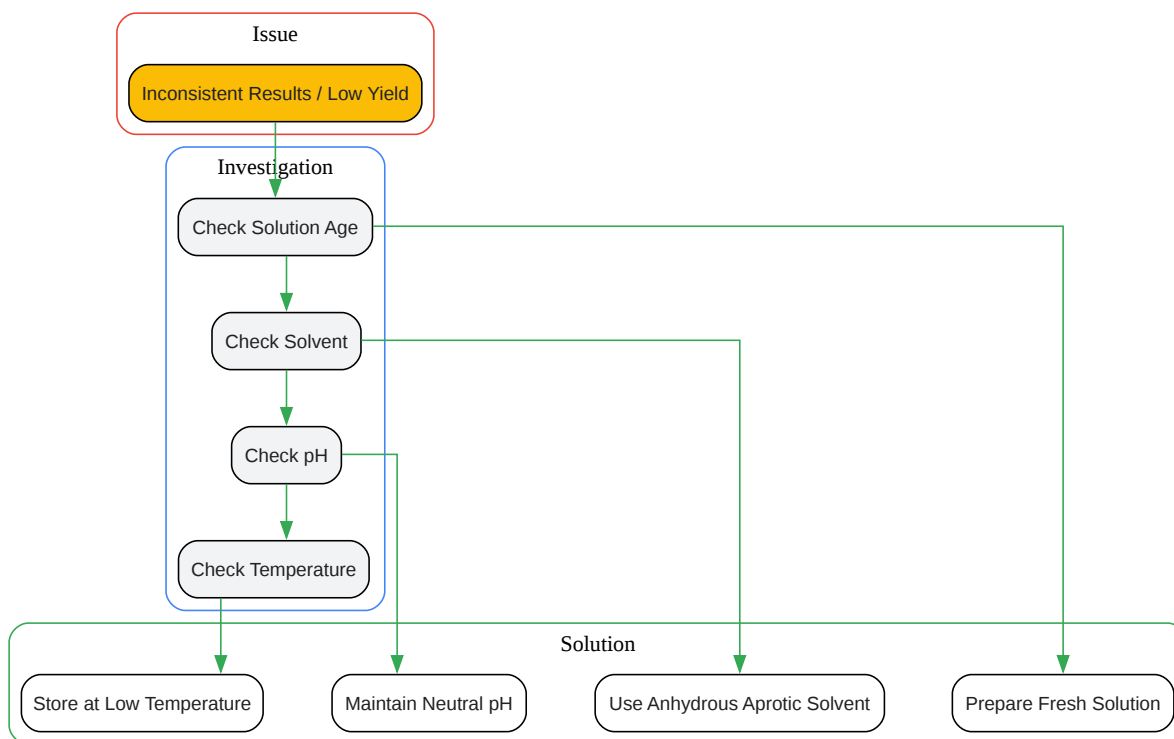 Issue
Inconsistent Results / Low Yield
Investigation
Check Solution Age
Check Solvent
Check pH
Check Temperature
Solution
Store at Low Temperature
Maintain Neutral pH
Use Anhydrous Aprotic Solvent
Prepare Fresh Solution